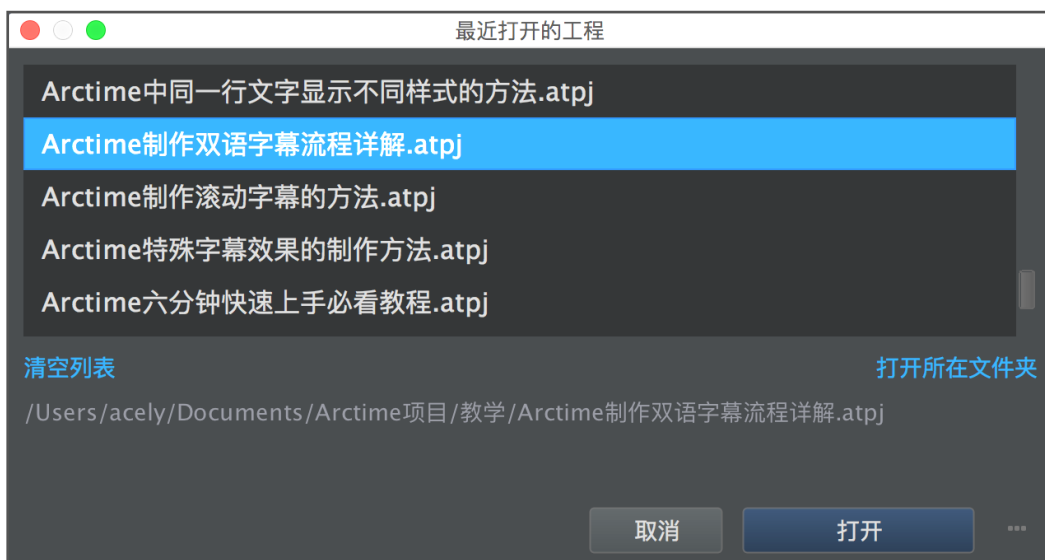 最近打开的工程
Arctime中同一行文字显示不同样式的方法.atpj
Arctime制作双语字幕流程详解.atpj
Arctime制作滚动字幕的方法.atpj
Arctime特殊字幕效果的制作方法.atpj
Arctime六分钟快速上手必看教程.atpj
清空列表 打开所在文件夹
/Users/acely/Documents/Arctime项目/教学/Arctime制作双语字幕流程详解.atpj
取消 打开 ...